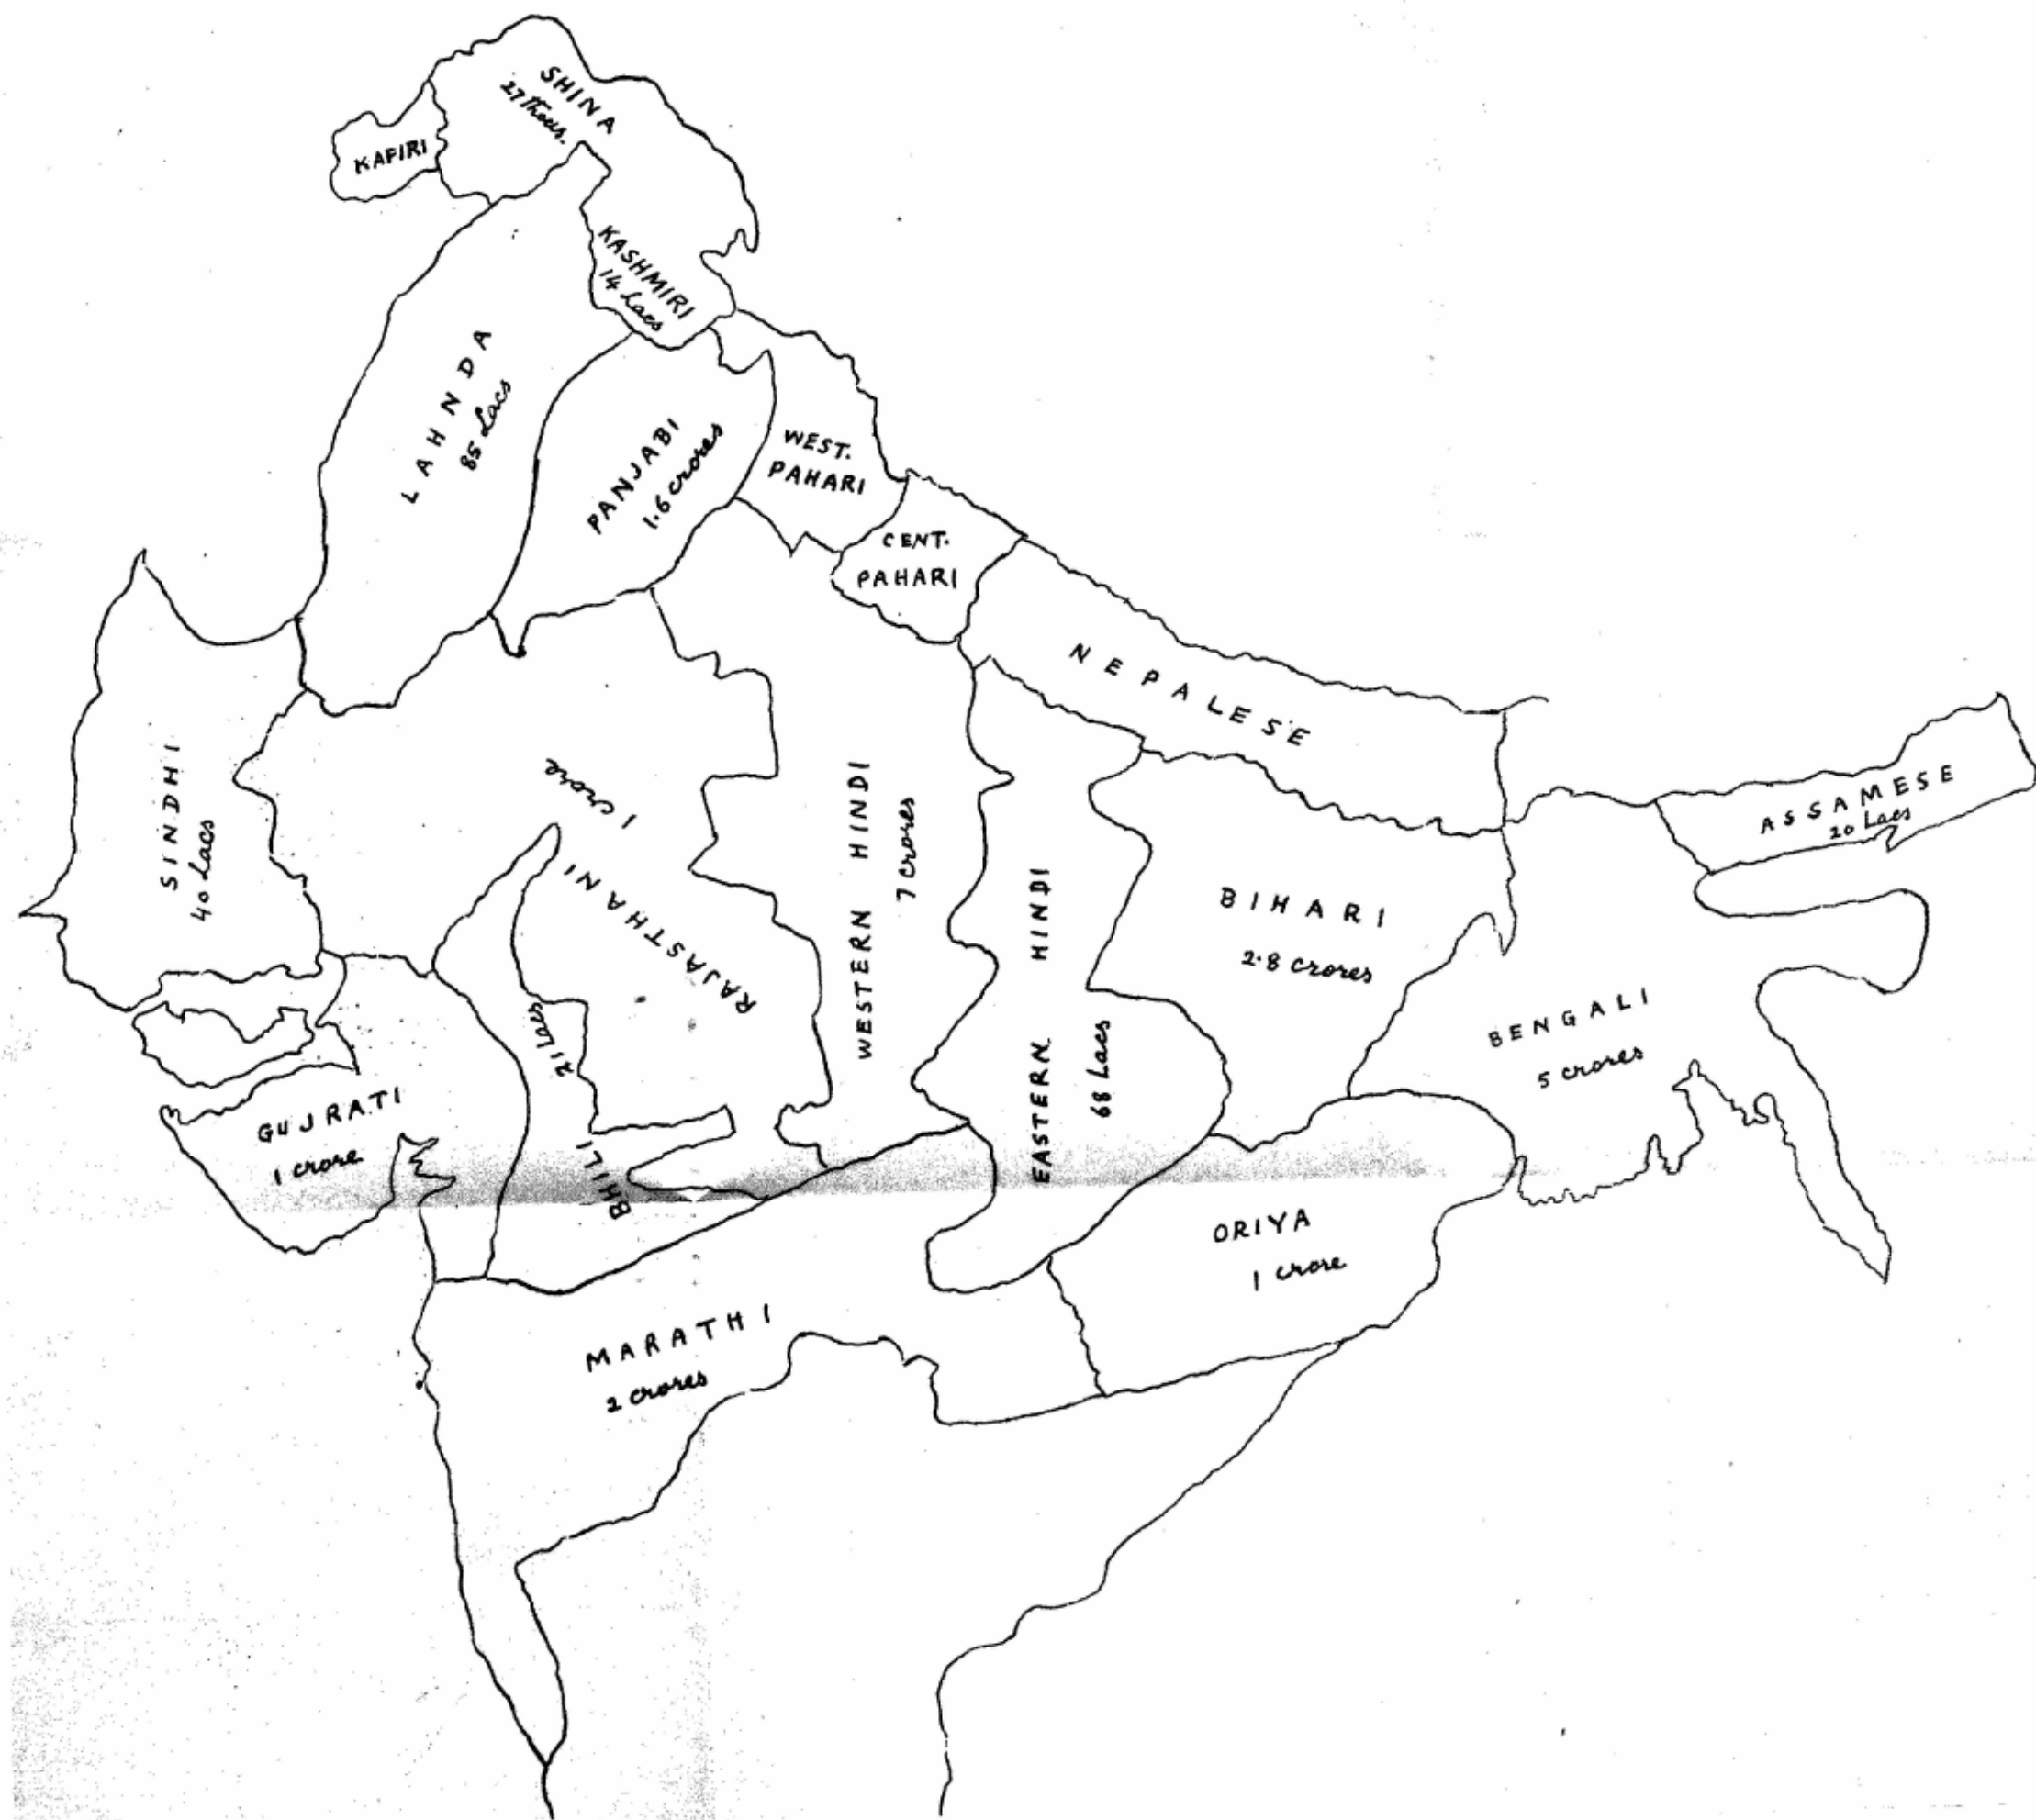 SHINA
27 Thous.
KAFIRI
KASHMIRI
14 Lacs
LAHNDA
85 Lacs
PANJABI
1.6 crores
WEST.
PAHARI
CENT.
PAHARI
NEPALESE
SINDHI
40 Lacs
1 crore
RAJASTHANI
WESTERN HINDI
7 crores
EASTERN HINDI
68 Lacs
BIHARI
2.8 crores
ASSAMESE
20 Lacs
BENGALI
5 crores
GUJRATI
1 crore
21 Lacs
BHILI
ORIYA
1 crore
MARATHI
2 crores